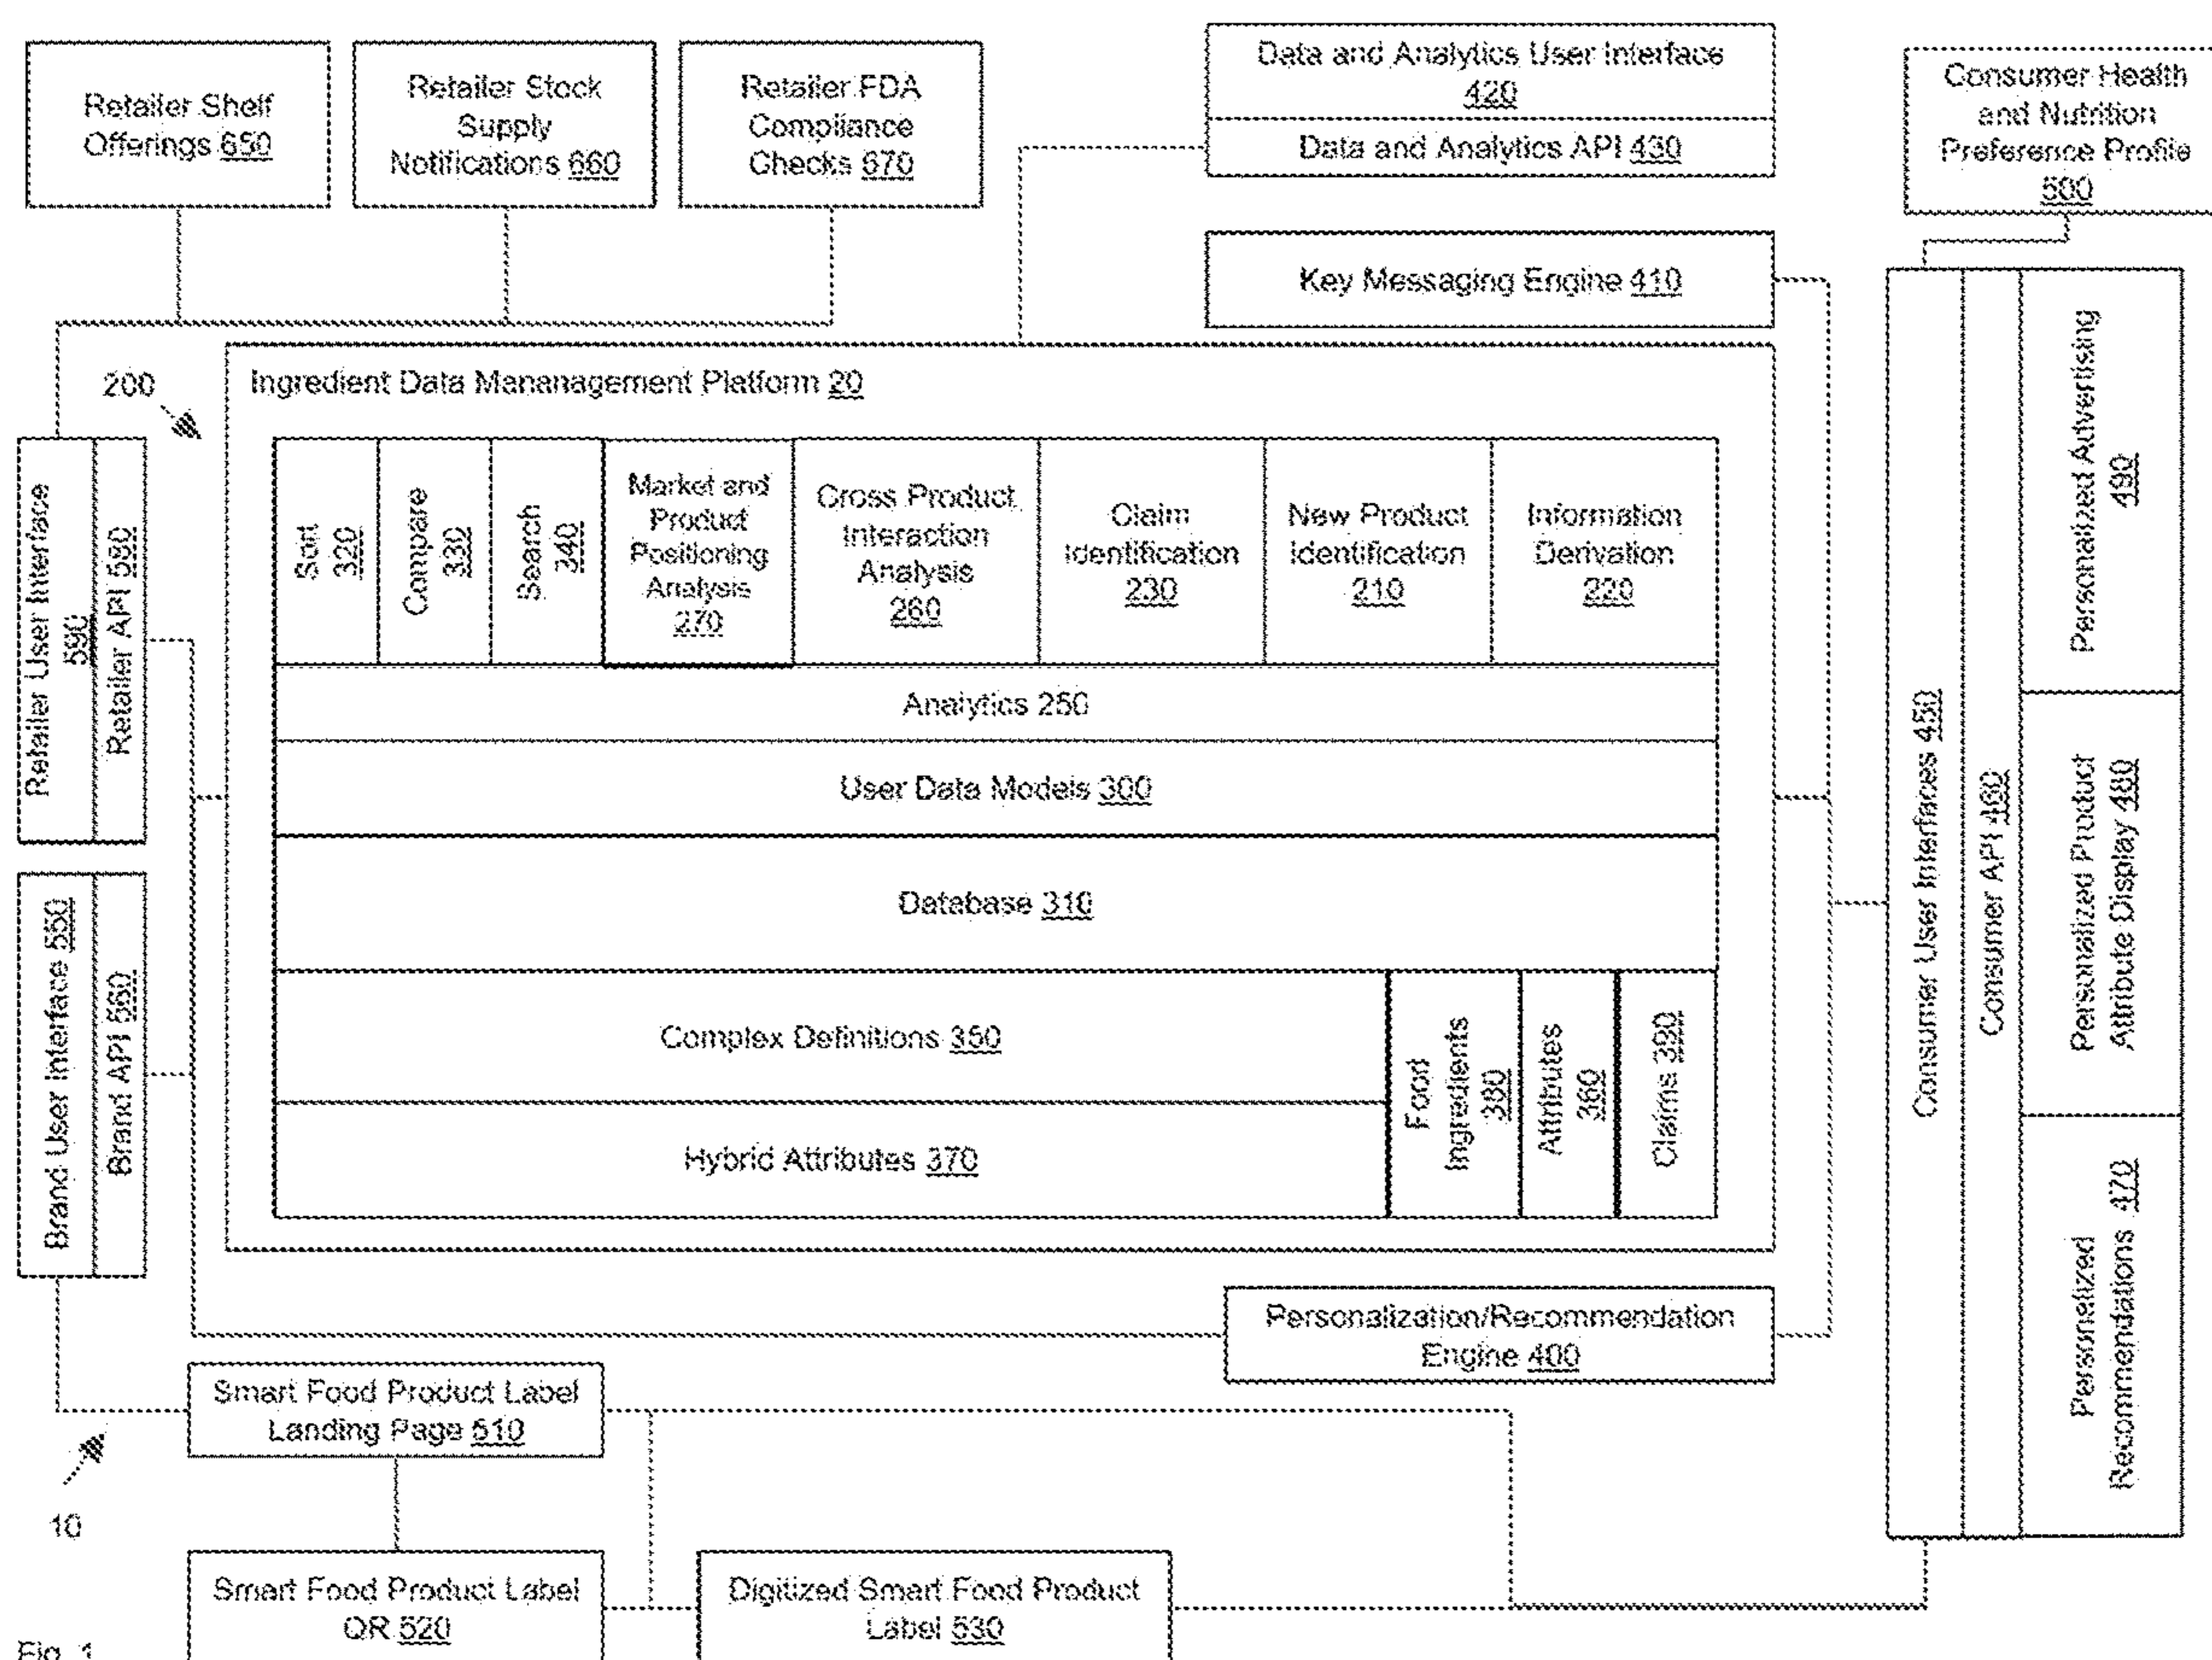 Retailer Shelf
Offerings 650
Retailer Stock
Supply
Notifications 660
Retailer FDA
Compliance
Checks 670
Data and Analytics User Interface
420
Data and Analytics API 430
Consumer Health
and Nutrition
Preference Profile
500
Key Messaging Engine 410
200
Ingredient Data Mananagement Platform 20
Retailer User Interface
590
Retailer API 580
Sort
320
Compare
330
Search
340
Market and
Product
Positioning
Analysis
270
Cross Product
Interaction
Analysis
260
Claim
Identification
230
New Product
Identification
210
Information
Derivation
220
Analytics 250
User Data Models 300
Database 310
Complex Definitions 350
Hybrid Attributes 370
Food
Ingredients
380
Attributes
360
Claims 390
Brand User Interface 550
Brand API 560
Consumer User Interfaces 450
Consumer API 460
Personalized Advertising
490
Personalized Product
Attribute Display 480
Personalized
Recommendations 470
Personalization/Recommendation
Engine 400
Smart Food Product Label
Landing Page 510
10
Smart Food Product Label
QR 520
Digitized Smart Food Product
Label 530
Fig. 1